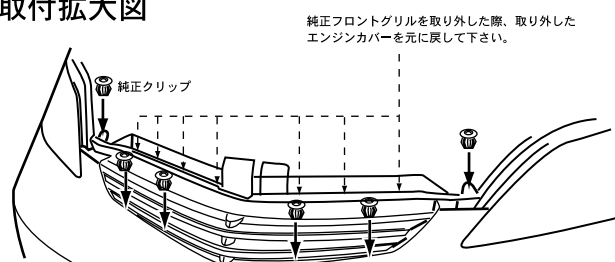 取付拡大図
純正フロントグリルを取り外した際、取り外した
エンジンカバーを元に戻して下さい。
純正クリップ